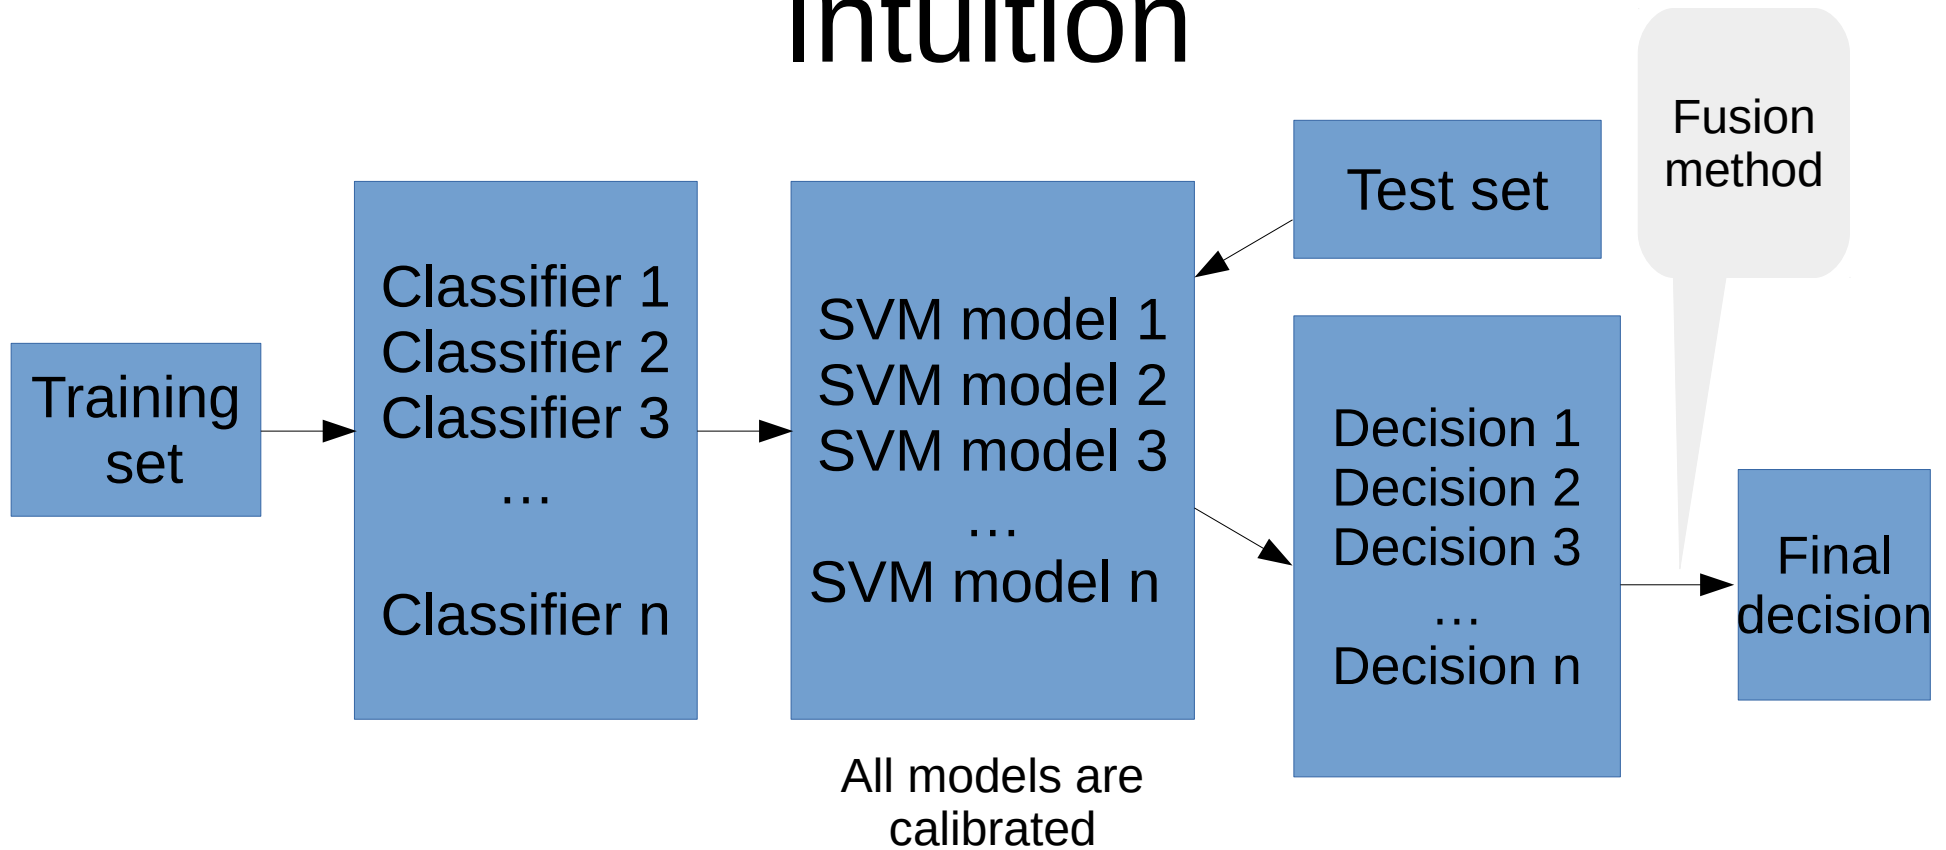 Intuition
Training
set
Classifier 1
Classifier 2
Classifier 3
…
Classifier n
SVM model 1
SVM model 2
SVM model 3
…
SVM model n
All models are
calibrated
Test set
Decision 1
Decision 2
Decision 3
…
Decision n
Fusion
method
Final
decision